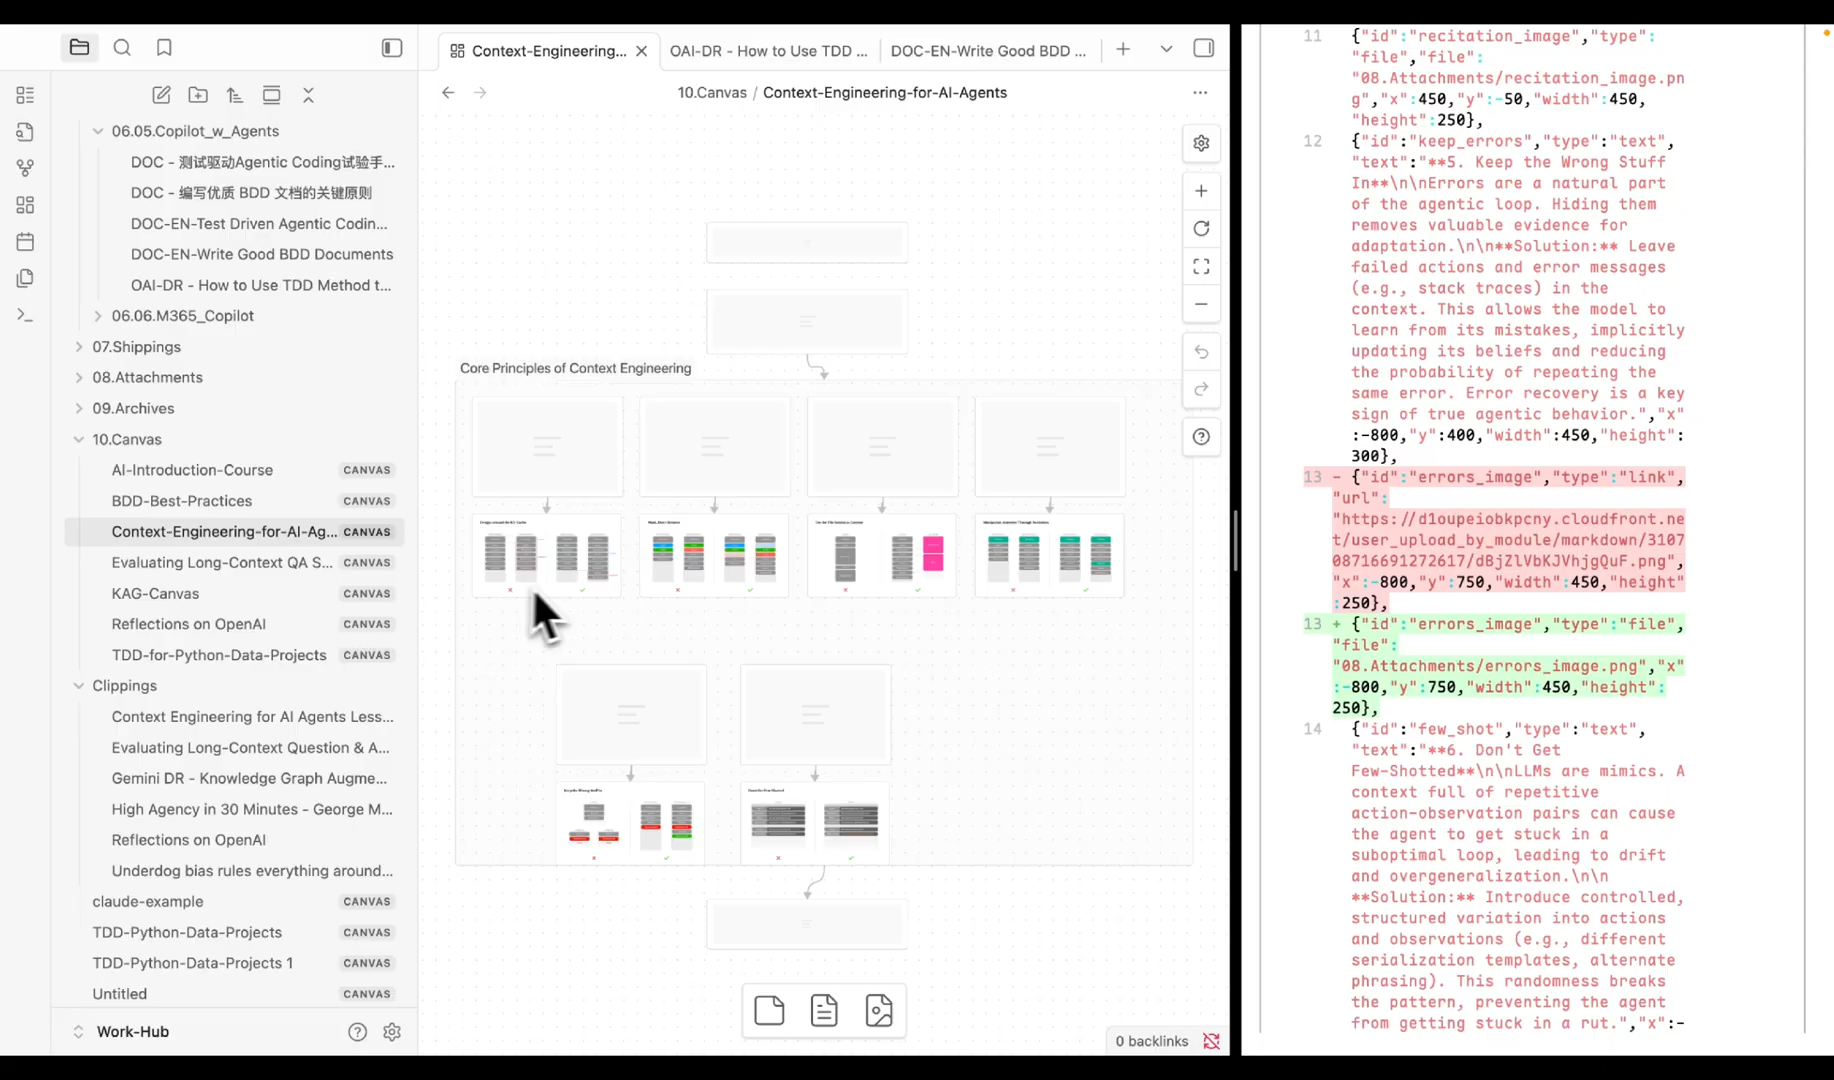 Context-Engineering...
OAI-DR - How to Use TDD ...
DOC-EN-Write Good BDD ...
10.Canvas / Context-Engineering-for-AI-Agents
06.05.Copilot_w_Agents
DOC - 测试驱动Agentic Coding试验手...
DOC - 编写优质 BDD 文档的关键原则
DOC-EN-Test Driven Agentic Codin...
DOC-EN-Write Good BDD Documents
OAI-DR - How to Use TDD Method t...
06.06.M365_Copilot
07.Shippings
08.Attachments
09.Archives
10.Canvas
AI-Introduction-Course CANVAS
BDD-Best-Practices CANVAS
Context-Engineering-for-AI-Ag... CANVAS
Evaluating Long-Context QA S... CANVAS
KAG-Canvas CANVAS
Reflections on OpenAI CANVAS
TDD-for-Python-Data-Projects CANVAS
Clippings
Context Engineering for AI Agents Less...
Evaluating Long-Context Question & A...
Gemini DR - Knowledge Graph Augme...
High Agency in 30 Minutes - George M...
Reflections on OpenAI
Underdog bias rules everything around...
claude-example CANVAS
TDD-Python-Data-Projects CANVAS
TDD-Python-Data-Projects 1 CANVAS
Untitled CANVAS
Work-Hub
Core Principles of Context Engineering
0 backlinks
11 {"id":"recitation_image","type":
"file","file":
"08.Attachments/recitation_image.pn
g","x":450,"y":-50,"width":450,
"height":250},
12 {"id":"keep_errors","type":"text",
"text":"**5. Keep the Wrong Stuff
In**\n\nErrors are a natural part
of the agentic loop. Hiding them
removes valuable evidence for
adaptation.\n\n**Solution:** Leave
failed actions and error messages
(e.g., stack traces) in the
context. This allows the model to
learn from its mistakes, implicitly
updating its beliefs and reducing
the probability of repeating the
same error. Error recovery is a key
sign of true agentic behavior.","x"
:-800,"y":400,"width":450,"height":
300},
13 - {"id":"errors_image","type":"link",
"url":
"https://d1oupeiobkpcny.cloudfront.ne
t/user_upload_by_module/markdown/3107
08716691272617/dBjZlVbKJVhjgQuF.png",
"x":-800,"y":750,"width":450,"height"
:250},
13 + {"id":"errors_image","type":"file",
"file":
"08.Attachments/errors_image.png","x"
:-800,"y":750,"width":450,"height":
250},
14 {"id":"few_shot","type":"text",
"text":"**6. Don't Get
Few-Shotted**\n\nLLMs are mimics. A
context full of repetitive
action-observation pairs can cause
the agent to get stuck in a
suboptimal loop, leading to drift
and overgeneralization.\n\n
**Solution:** Introduce controlled,
structured variation into actions
and observations (e.g., different
serialization templates, alternate
phrasing). This randomness breaks
the pattern, preventing the agent
from getting stuck in a rut.","x":-